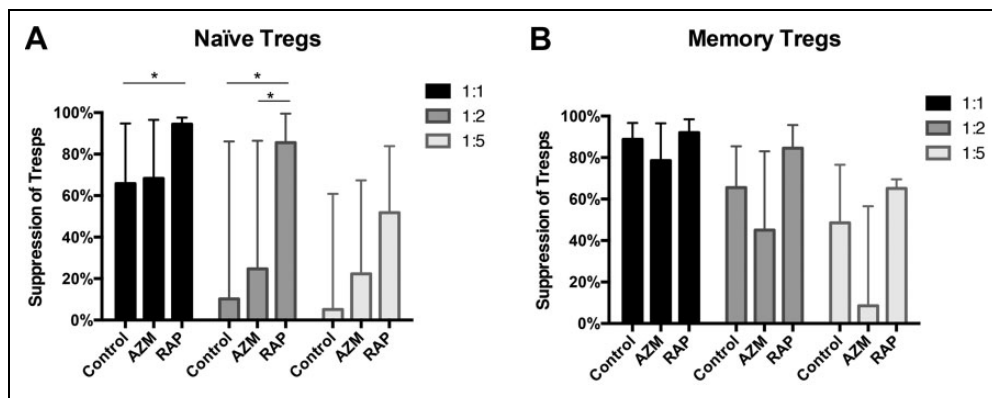 A
Naïve Tregs
Suppression of Tresps
100%
80%
60%
40%
20%
0%
* * *
Control AZM RAP Control AZM RAP Control AZM RAP
1:1
1:2
1:5
B
Memory Tregs
Suppression of Tresps
100%
80%
60%
40%
20%
0%
Control AZM RAP Control AZM RAP Control AZM RAP
1:1
1:2
1:5